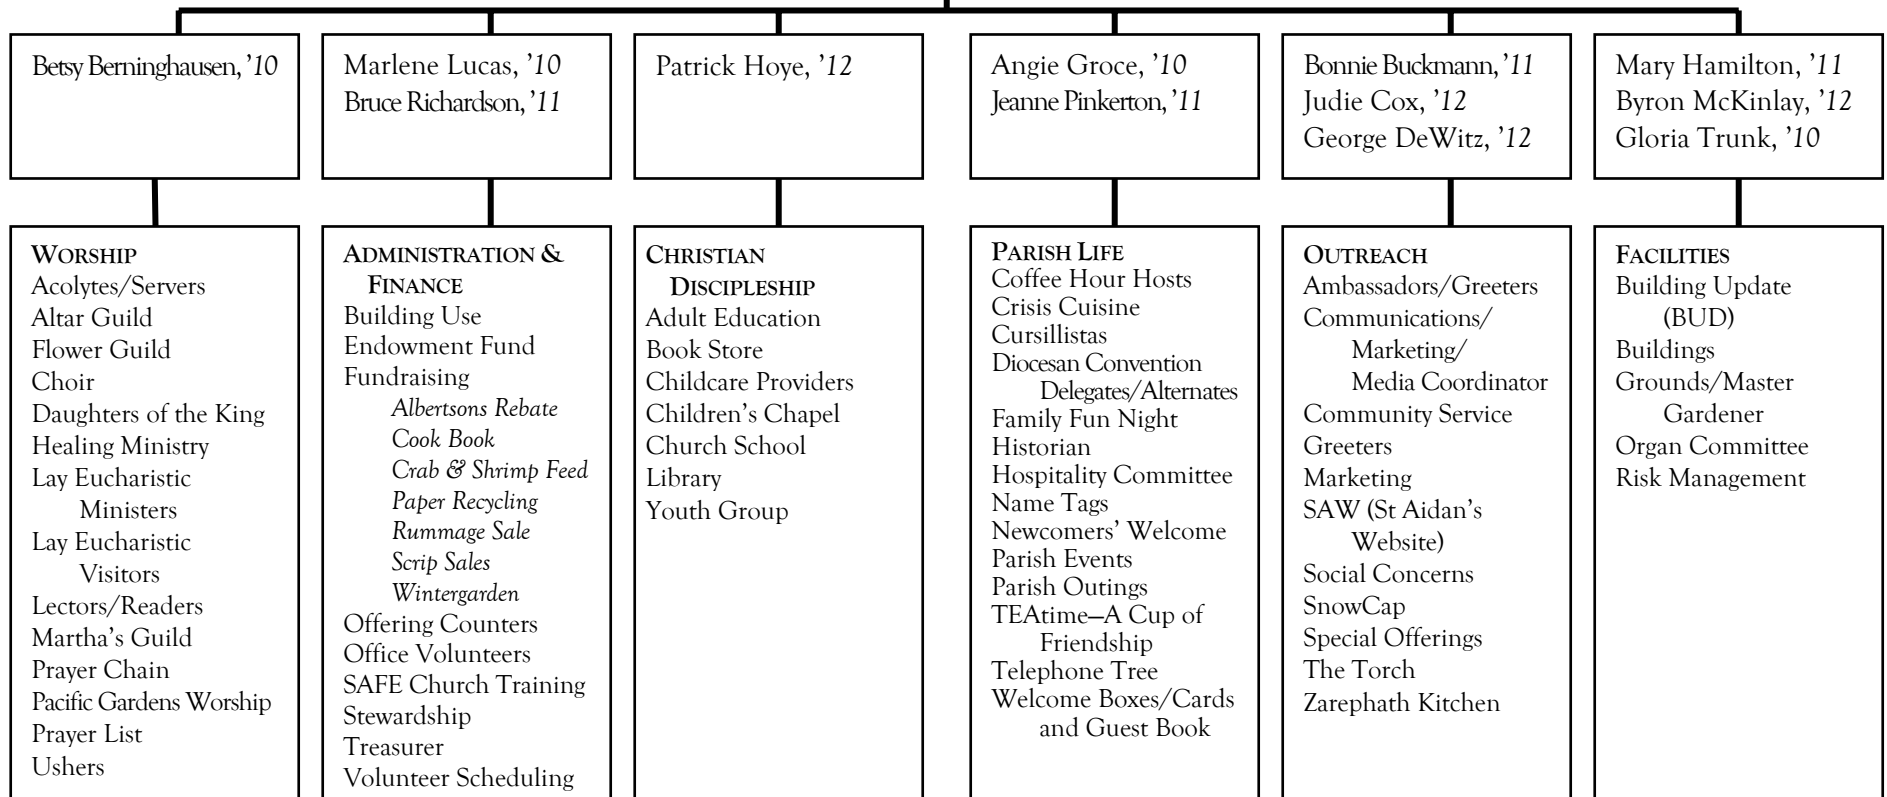 Betsy Berninghausen, '10
Marlene Lucas, '10
Bruce Richardson, '11
Patrick Hoye, '12
Angie Groce, '10
Jeanne Pinkerton, '11
Bonnie Buckmann, '11
Judie Cox, '12
George DeWitz, '12
Mary Hamilton, '11
Byron McKinlay, '12
Gloria Trunk, '10
WORSHIP
Acolytes/Servers
Altar Guild
Flower Guild
Choir
Daughters of the King
Healing Ministry
Lay Eucharistic
Ministers
Lay Eucharistic
Visitors
Lectors/Readers
Martha's Guild
Prayer Chain
Pacific Gardens Worship
Prayer List
Ushers
ADMINISTRATION &
FINANCE
Building Use
Endowment Fund
Fundraising
Albertsons Rebate
Cook Book
Crab & Shrimp Feed
Paper Recycling
Rummage Sale
Scrip Sales
Wintergarden
Offering Counters
Office Volunteers
SAFE Church Training
Stewardship
Treasurer
Volunteer Scheduling
CHRISTIAN
DISCIPLESHIP
Adult Education
Book Store
Childcare Providers
Children's Chapel
Church School
Library
Youth Group
PARISH LIFE
Coffee Hour Hosts
Crisis Cuisine
Cursillistas
Diocesan Convention
Delegates/Alternates
Family Fun Night
Historian
Hospitality Committee
Name Tags
Newcomers' Welcome
Parish Events
Parish Outings
TEAtime—A Cup of
Friendship
Telephone Tree
Welcome Boxes/Cards
and Guest Book
OUTREACH
Ambassadors/Greeters
Communications/
Marketing/
Media Coordinator
Community Service
Greeters
Marketing
SAW (St Aidan's
Website)
Social Concerns
SnowCap
Special Offerings
The Torch
Zarephath Kitchen
FACILITIES
Building Update
(BUD)
Buildings
Grounds/Master
Gardener
Organ Committee
Risk Management